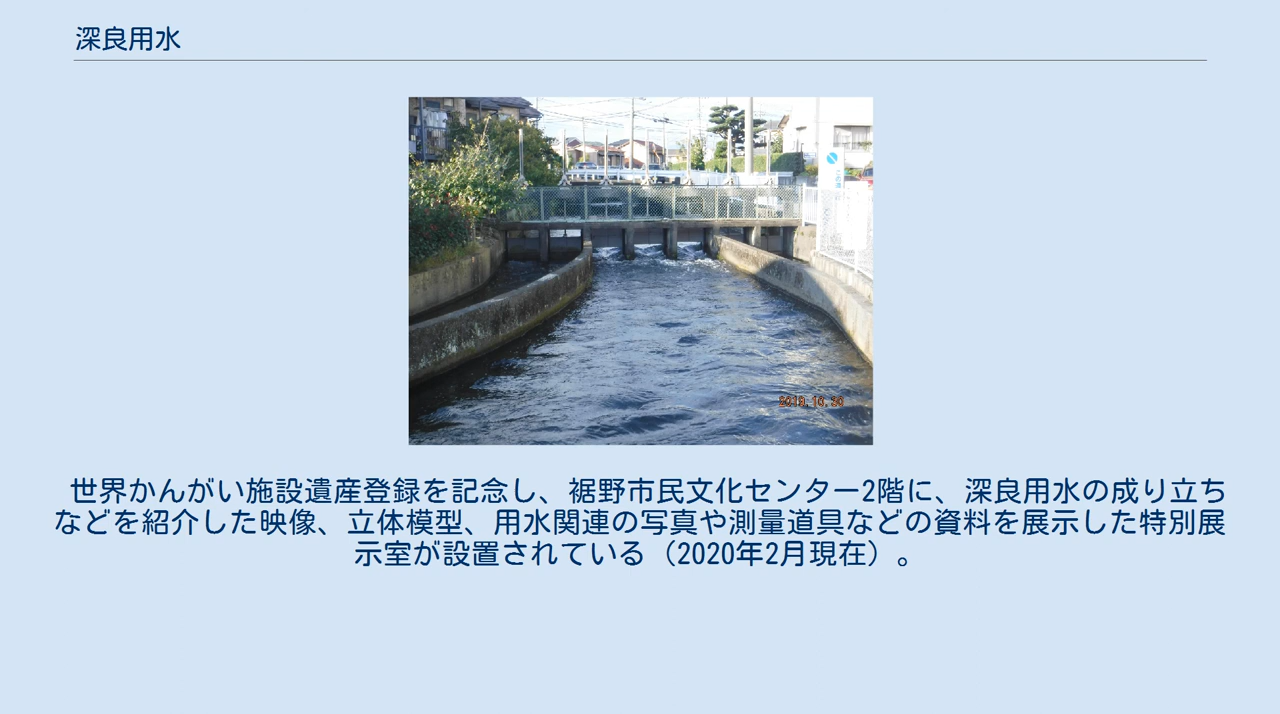 深良用水
世界かんがい施設遺産登録を記念し、裾野市民文化センター2階に、深良用水の成り立ち
などを紹介した映像、立体模型、用水関連の写真や測量道具などの資料を展示した特別展
示室が設置されている（2020年2月現在）。